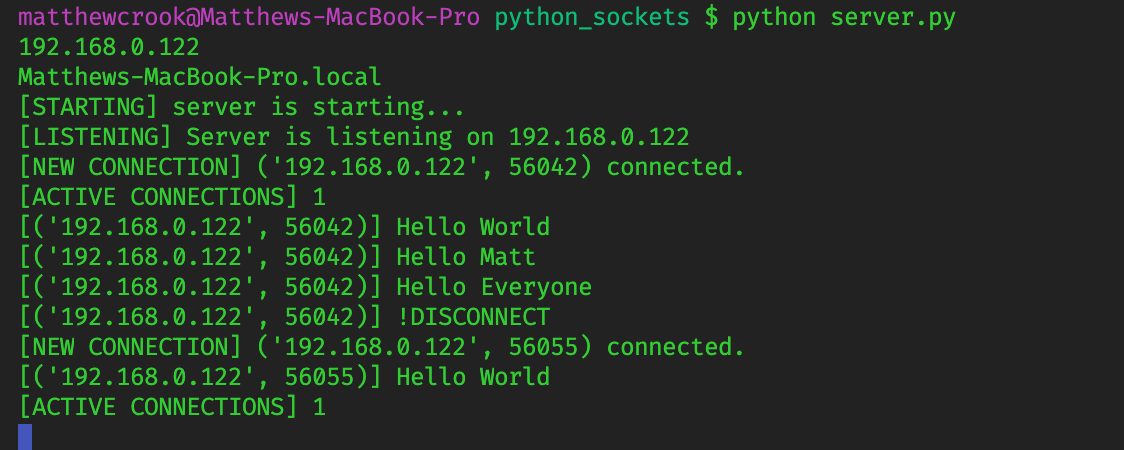 matthewcrook@Matthews-MacBook-Pro python_sockets $ python server.py
192.168.0.122
Matthews-MacBook-Pro.local
[STARTING] server is starting...
[LISTENING] Server is listening on 192.168.0.122
[NEW CONNECTION] ('192.168.0.122', 56042) connected.
[ACTIVE CONNECTIONS] 1
[('192.168.0.122', 56042)] Hello World
[('192.168.0.122', 56042)] Hello Matt
[('192.168.0.122', 56042)] Hello Everyone
[('192.168.0.122', 56042)] !DISCONNECT
[NEW CONNECTION] ('192.168.0.122', 56055) connected.
[('192.168.0.122', 56055)] Hello World
[ACTIVE CONNECTIONS] 1